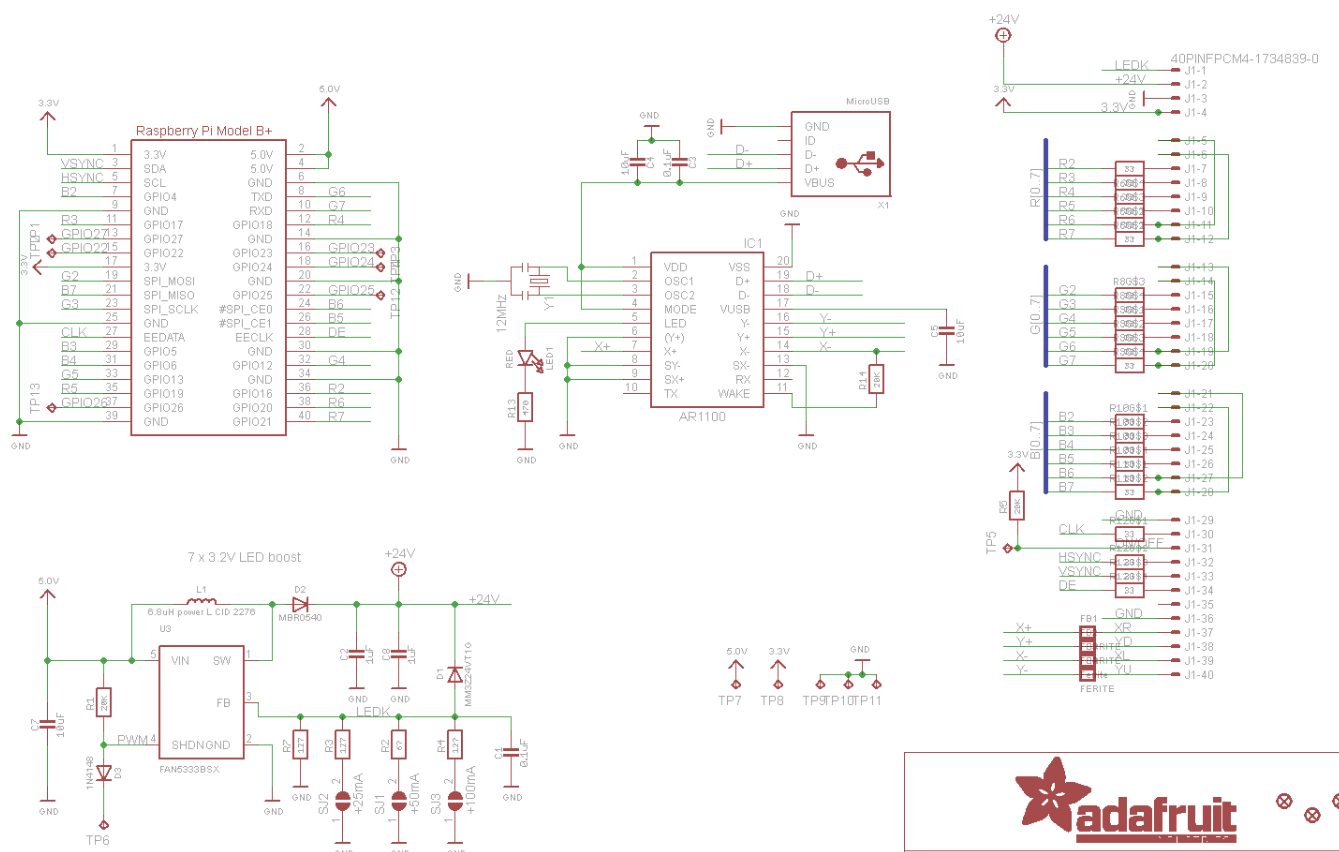 Raspberry Pi Model B+
3.3V
5.0V
1 3.3V 5.0V 2
VSYNC 3 SDA 5.0V 4
HSYNC 5 SCL GND 6
B2 7 GPIO4 TXD 8 G6
9 GND RXD 10 G7
R3 11 GPIO17 GPIO18 12 R4
GPIO27 13 GPIO27 GND 14
GPIO22 15 GPIO22 GPIO23 16 GPIO23
3.3V 17 3.3V GPIO24 18 GPIO24
G2 19 SPI_MOSI GND 20
B7 21 SPI_MISO GPIO25 22 GPIO25
G3 23 SPI_SCLK #SPI_CE0 24 B6
25 GND #SPI_CE1 26 B5
CLK 27 EEDATA EECLK 28 DE
B3 29 GPIO5 GND 30
B4 31 GPIO6 GPIO12 32 G4
G5 33 GPIO13 GND 34
R5 35 GPIO19 GPIO16 36 R2
GPIO26 37 GPIO26 GPIO20 38 R6
39 GND GPIO21 40 R7
TP12
TP13
GND
GND
MicroUSB
GND
GND
GND
ID
D- D-
D+ D+
VBUS
X1
10uF
C4
0.1uF
C3
GND
IC1
1 VDD VSS 20
2 OSC1 D+ 19 D+
3 OSC2 D- 18 D-
4 MODE VUSB 17
5 LED Y- 16 Y-
6 (Y+) Y+ 15 Y+
X+ 7 X+ X- 14 X-
8 SY- SX- 13
9 SX+ RX 12
10 TX WAKE 11
AR1100
GND
12MHz
Y1
RED
LED1
R13
470
GND
GND
GND
R14
20K
C5
10uF
GND
+24V
40PINFPCM4-1734839-0
LEDK J1-1
+24V J1-2
GND J1-3
3.3V
3.3V J1-4
J1-5
J1-6
R[0..7]
R2 33 J1-7
R3 J1-8
R4 J1-9
R5 J1-10
R6 J1-11
R7 33 J1-12
J1-13
J1-14
G[0..7]
G2 J1-15
G3 J1-16
G4 J1-17
G5 J1-18
G6 J1-19
G7 33 J1-20
J1-21
J1-22
B[0..7]
B2 J1-23
B3 J1-24
B4 J1-25
B5 J1-26
B6 J1-27
B7 33 J1-28
3.3V
R6
20K
TP5
GND J1-29
CLK 33 J1-30
J1-31
HSYNC J1-32
VSYNC J1-33
DE 33 J1-34
J1-35
GND J1-36
FB1
X+ XR J1-37
Y+ YD J1-38
X- XL J1-39
Y- YU J1-40
FERITE
7 x 3.2V LED boost
5.0V
L1
6.8uH power L CID 2276
D2
MBR0540
+24V
+24V
U3
5 VIN SW 1
FB 3
PWM 4 SHDN GND 2
FAN5333BSX
R1
20K
C7
10uF
GND
1N4148
D3
TP6
GND
C2
1uF
GND
C8
1uF
GND
D1
MM3Z24VT1G
LEDK
R7
R3
R2
R4
GND
SJ2
+25mA
SJ1
+50mA
SJ3
+100mA
2
1
2
1
2
1
GND
GND
GND
C1
0.1uF
GND
5.0V
3.3V
GND
TP7
TP8
TP9
TP10
TP11
adafruit